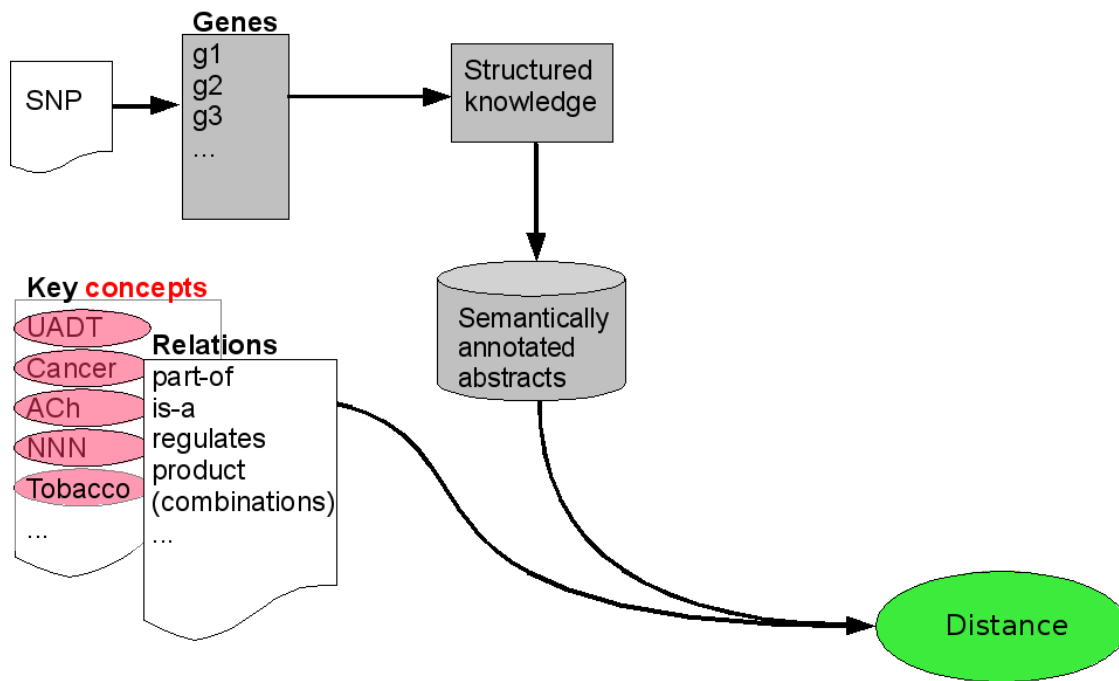 Genes
g1
g2
g3
...
SNP
Structured
knowledge
Semantically
annotated
abstracts
Key concepts
UADT
Cancer
ACh
NNN
Tobacco
...
Relations
part-of
is-a
regulates
product
(combinations)
...
Distance